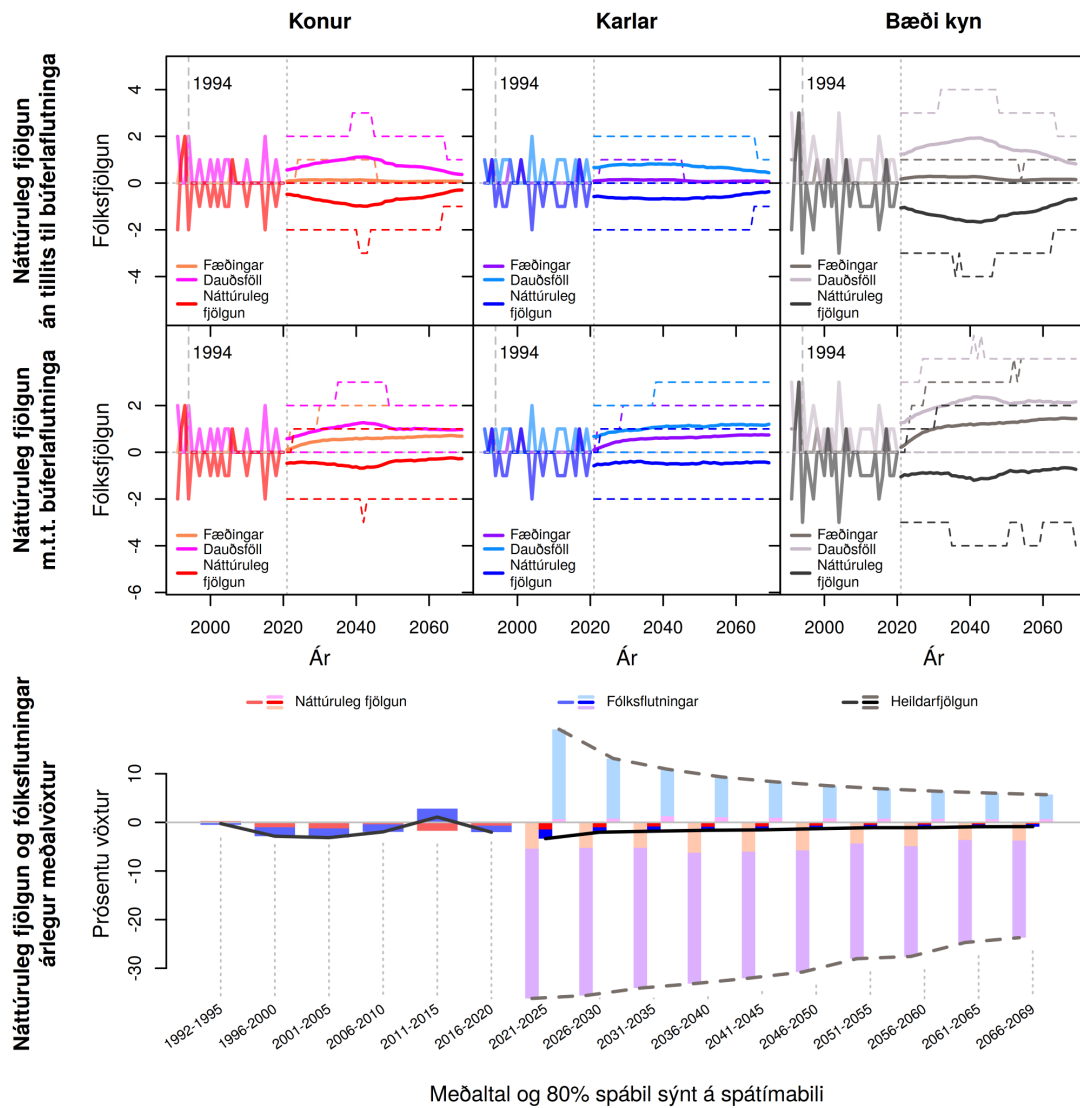 Konur
Karlar
Bæði kyn
Náttúruleg fjölgun
án tillits til búferlaflutninga
Fólksfjölgun
4
2
0
-2
-4
1994
1994
1994
Fæðingar
Dauðsföll
Náttúruleg
fjölgun
Fæðingar
Dauðsföll
Náttúruleg
fjölgun
Fæðingar
Dauðsföll
Náttúruleg
fjölgun
Náttúruleg fjölgun
m.t.t. búferlaflutninga
Fólksfjölgun
4
2
0
-2
-4
-6
1994
1994
1994
Fæðingar
Dauðsföll
Náttúruleg
fjölgun
Fæðingar
Dauðsföll
Náttúruleg
fjölgun
Fæðingar
Dauðsföll
Náttúruleg
fjölgun
2000 2020 2040 2060
2000 2020 2040 2060
2000 2020 2040 2060
Ár
Ár
Ár
Náttúruleg fjölgun og fólksflutningar
árlegur meðalvöxtur
Náttúruleg fjölgun
Fólksflutningar
Heildarfjölgun
Prósentu vöxtur
10
0
-10
-20
-30
1992-1995
1996-2000
2001-2005
2006-2010
2011-2015
2016-2020
2021-2025
2026-2030
2031-2035
2036-2040
2041-2045
2046-2050
2051-2055
2056-2060
2061-2065
2066-2069
Meðaltal og 80% spábil sýnt á spátímabili